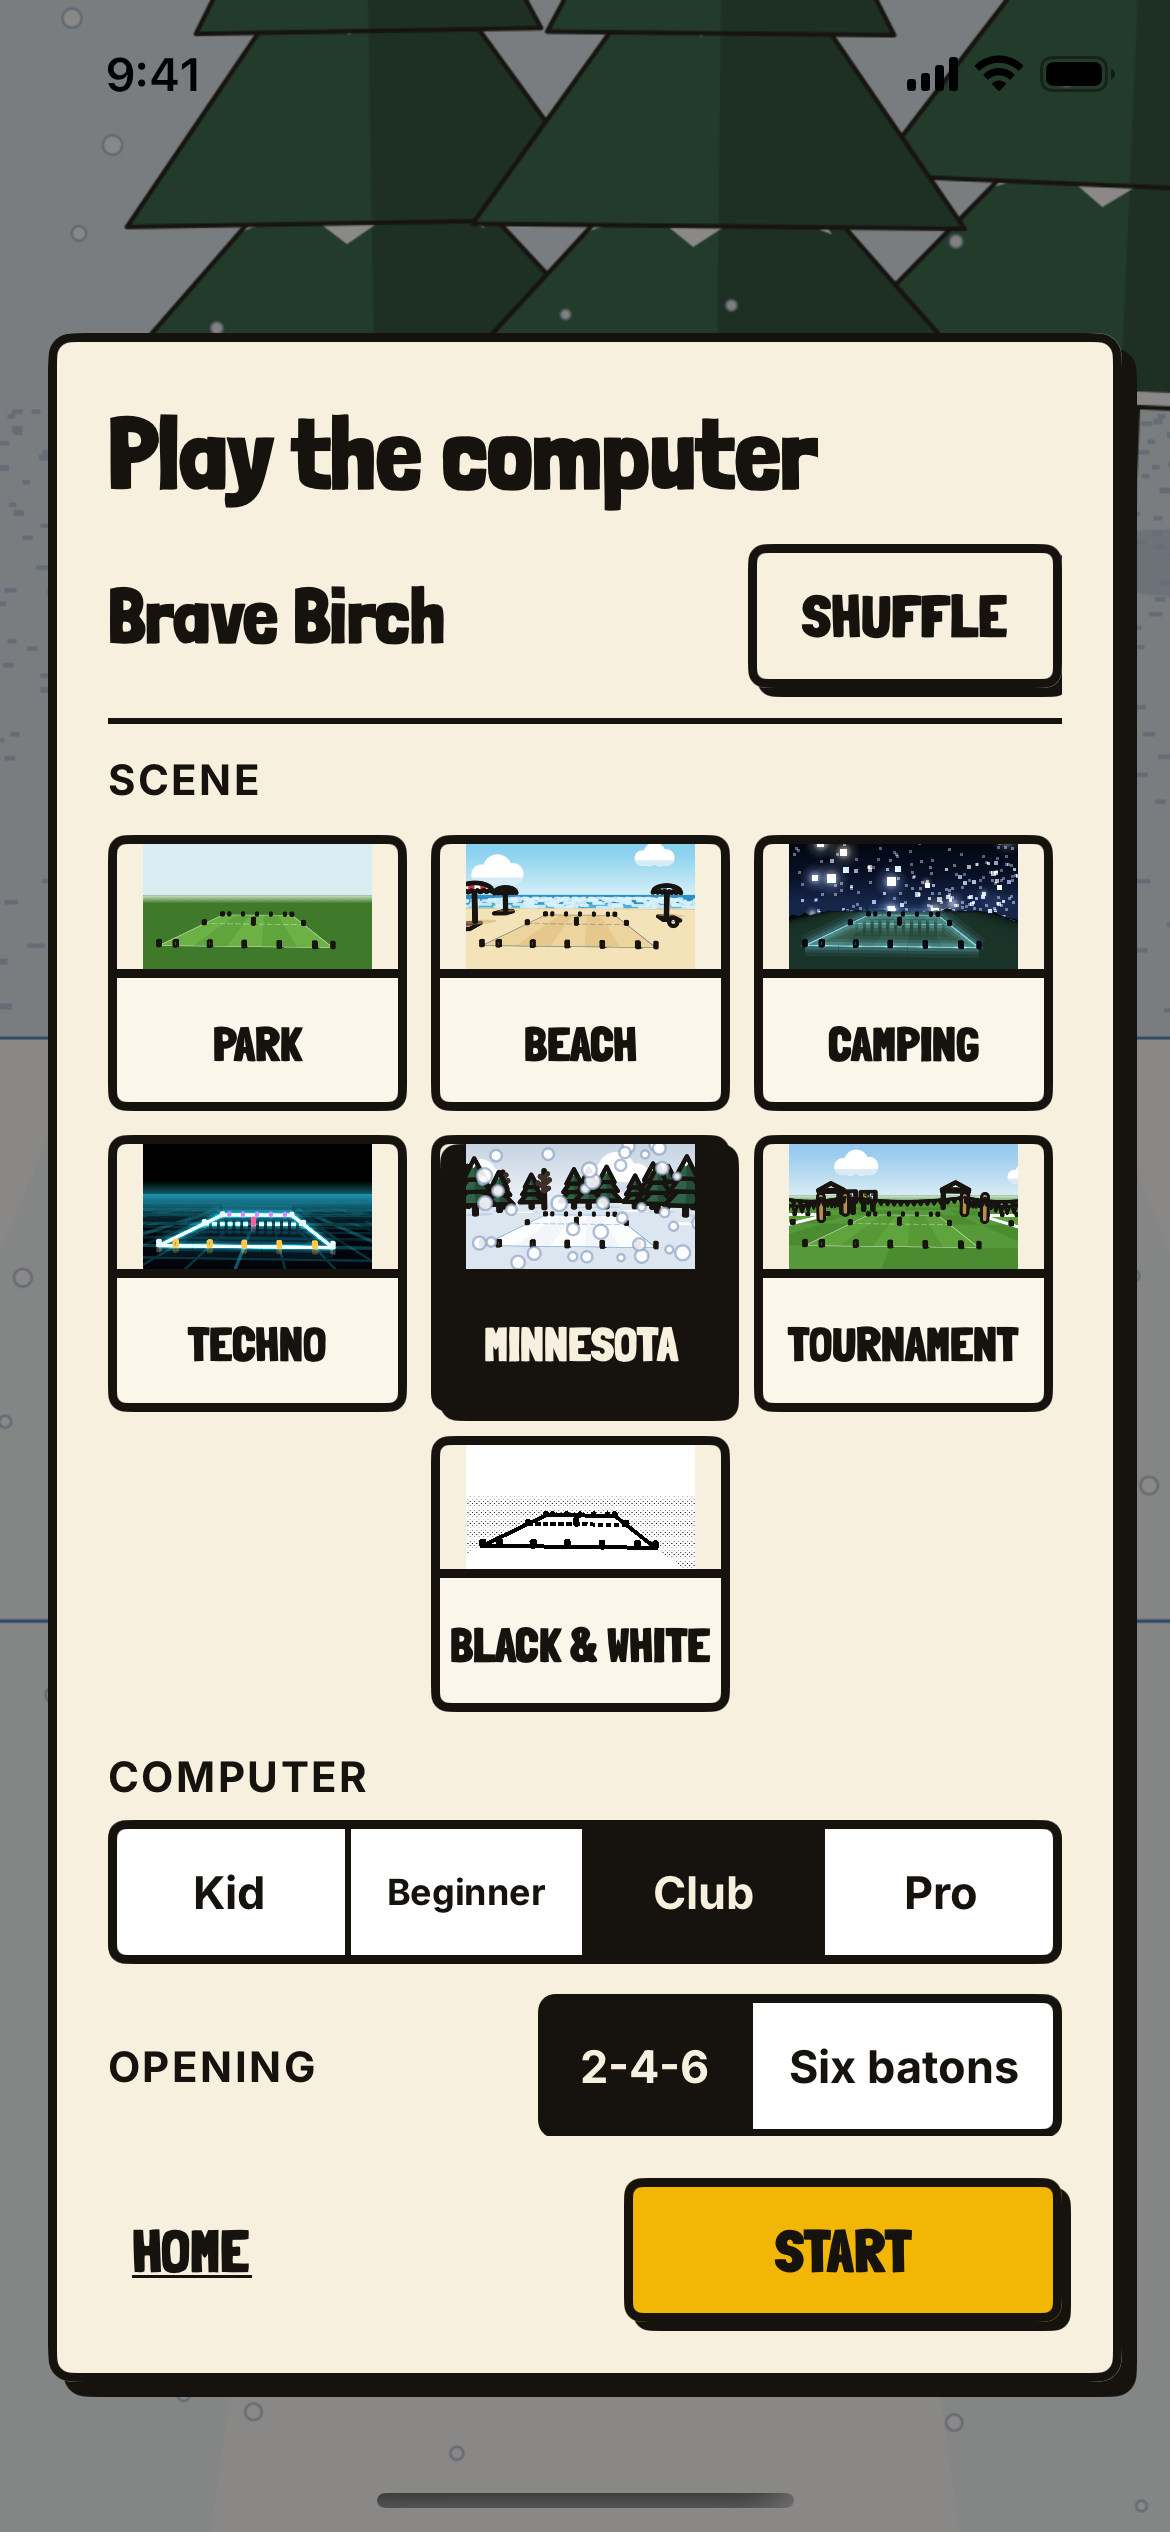 9:41
Play the computer
Brave Birch
SHUFFLE
SCENE
PARK
BEACH
CAMPING
TECHNO
MINNESOTA
TOURNAMENT
BLACK & WHITE
COMPUTER
Kid
Beginner
Club
Pro
OPENING
2-4-6
Six batons
HOME
START